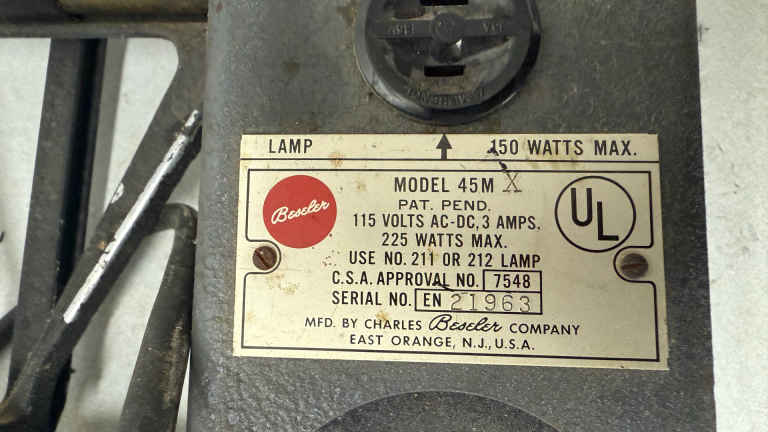 LAMP 150 WATTS MAX.
Beseler
MODEL 45M X
UL
PAT. PEND.
115 VOLTS AC-DC, 3 AMPS.
225 WATTS MAX.
USE NO. 211 OR 212 LAMP
C.S.A. APPROVAL NO. 7548
SERIAL NO. EN 21963
MFD. BY CHARLES Beseler COMPANY
EAST ORANGE, N.J., U.S.A.